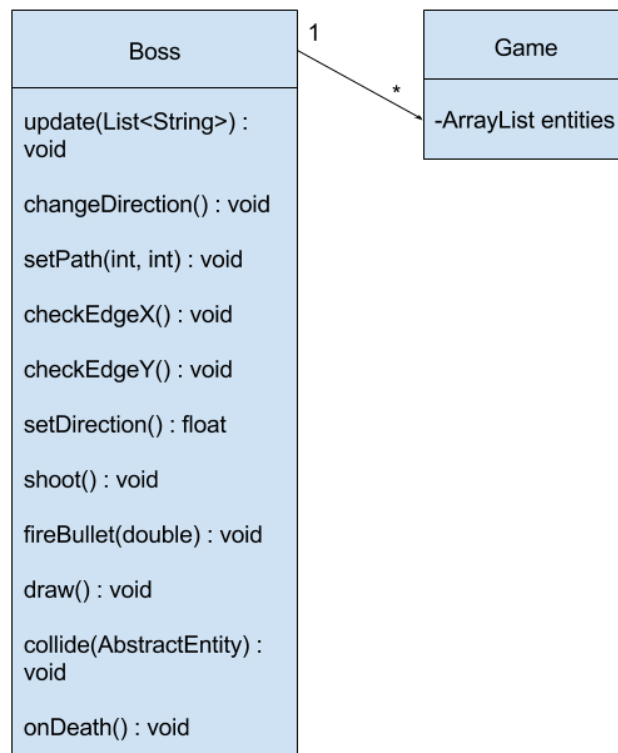 Boss
update(List<String>) :
void
changeDirection() : void
setPath(int, int) : void
checkEdgeX() : void
checkEdgeY() : void
setDirection() : float
shoot() : void
fireBullet(double) : void
draw() : void
collide(AbstractEntity) :
void
onDeath() : void
1
*
Game
-ArrayList entities